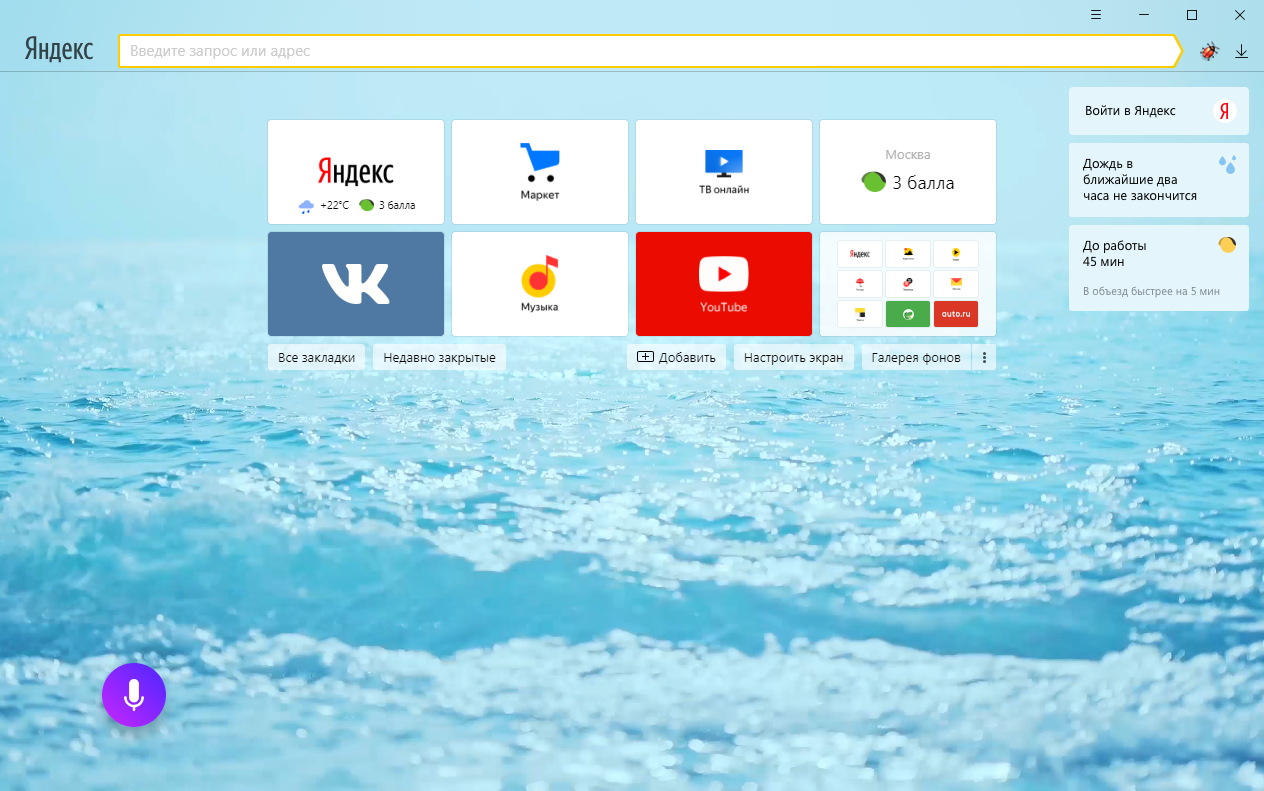 Яндекс
Введите запрос или адрес
Войти в Яндекс
Я
Дождь в
ближайшие два
часа не закончится
До работы
45 мин
В объезд быстрее на 5 мин
Яндекс
+22°C 3 балла
Маркет
ТВ онлайн
Москва
3 балла
Музыка
YouTube
Яндекс
auto.ru
Все закладки
Недавно закрытые
Добавить
Настроить экран
Галерея фонов